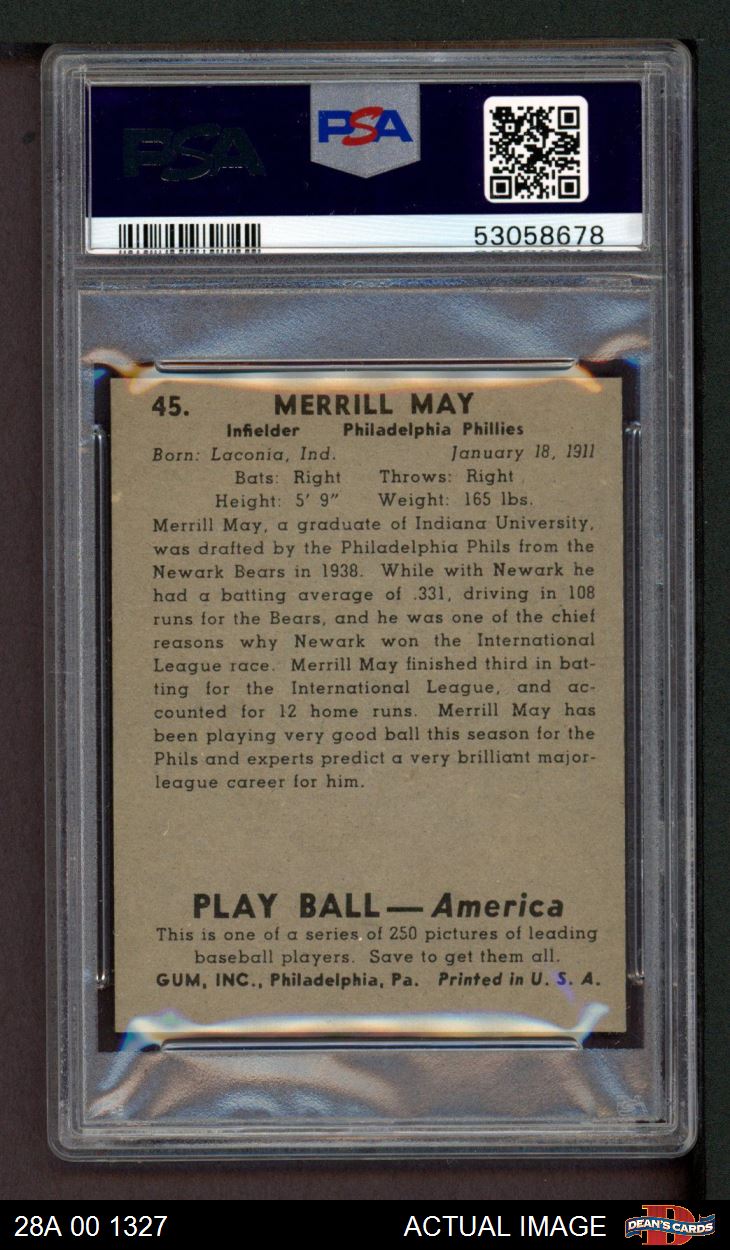 PSA
PSA
53058678
45. MERRILL MAY
Infielder Philadelphia Phillies
Born: Laconia, Ind. January 18, 1911
Bats: Right Throws: Right
Height: 5' 9" Weight: 165 lbs.
Merrill May, a graduate of Indiana University,
was drafted by the Philadelphia Phils from the
Newark Bears in 1938. While with Newark he
had a batting average of .331, driving in 108
runs for the Bears, and he was one of the chief
reasons why Newark won the International
League race. Merrill May finished third in bat-
ting for the International League, and ac-
counted for 12 home runs. Merrill May has
been playing very good ball this season for the
Phils and experts predict a very brilliant major-
league career for him.
PLAY BALL — America
This is one of a series of 250 pictures of leading
baseball players. Save to get them all.
GUM, INC., Philadelphia, Pa. Printed in U. S. A.
28A 00 1327 ACTUAL IMAGE DEAN'S CARDS